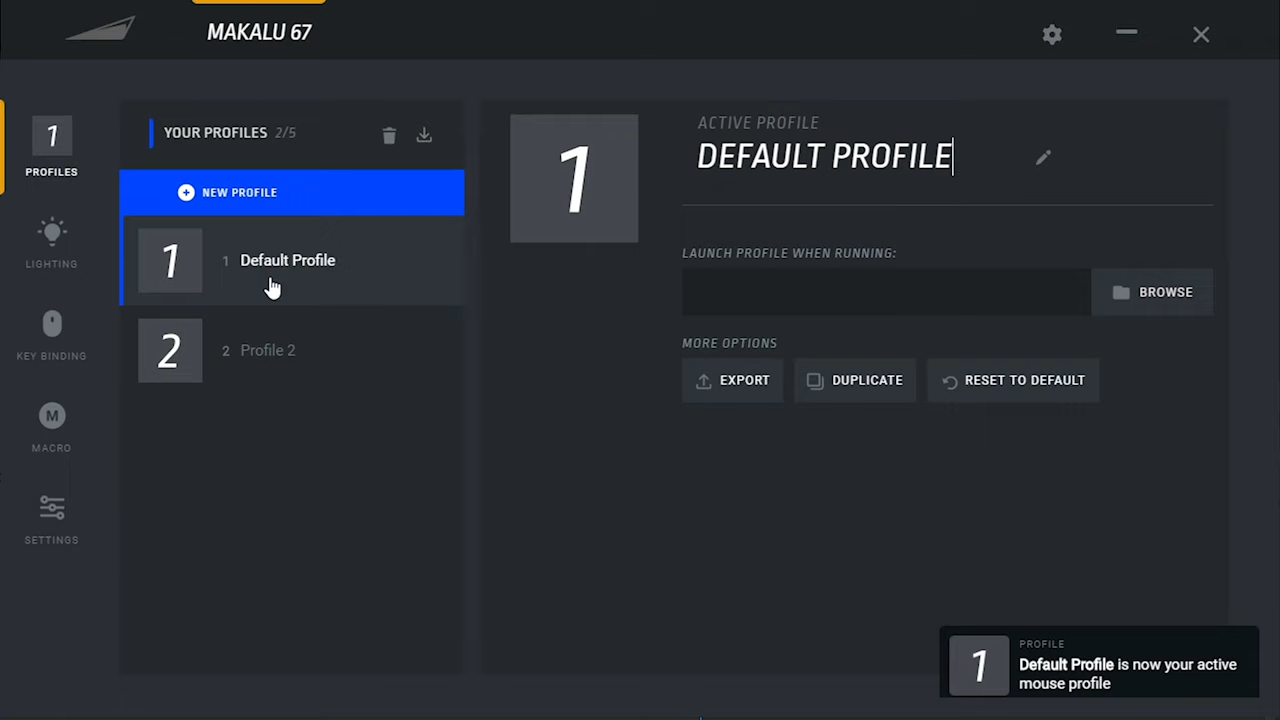 MAKALU 67
1
PROFILES
LIGHTING
KEY BINDING
M
MACRO
SETTINGS
YOUR PROFILES 2/5
NEW PROFILE
1
1 Default Profile
2
2 Profile 2
1
ACTIVE PROFILE
DEFAULT PROFILE
LAUNCH PROFILE WHEN RUNNING:
BROWSE
MORE OPTIONS
EXPORT
DUPLICATE
RESET TO DEFAULT
1
PROFILE
Default Profile is now your active
mouse profile